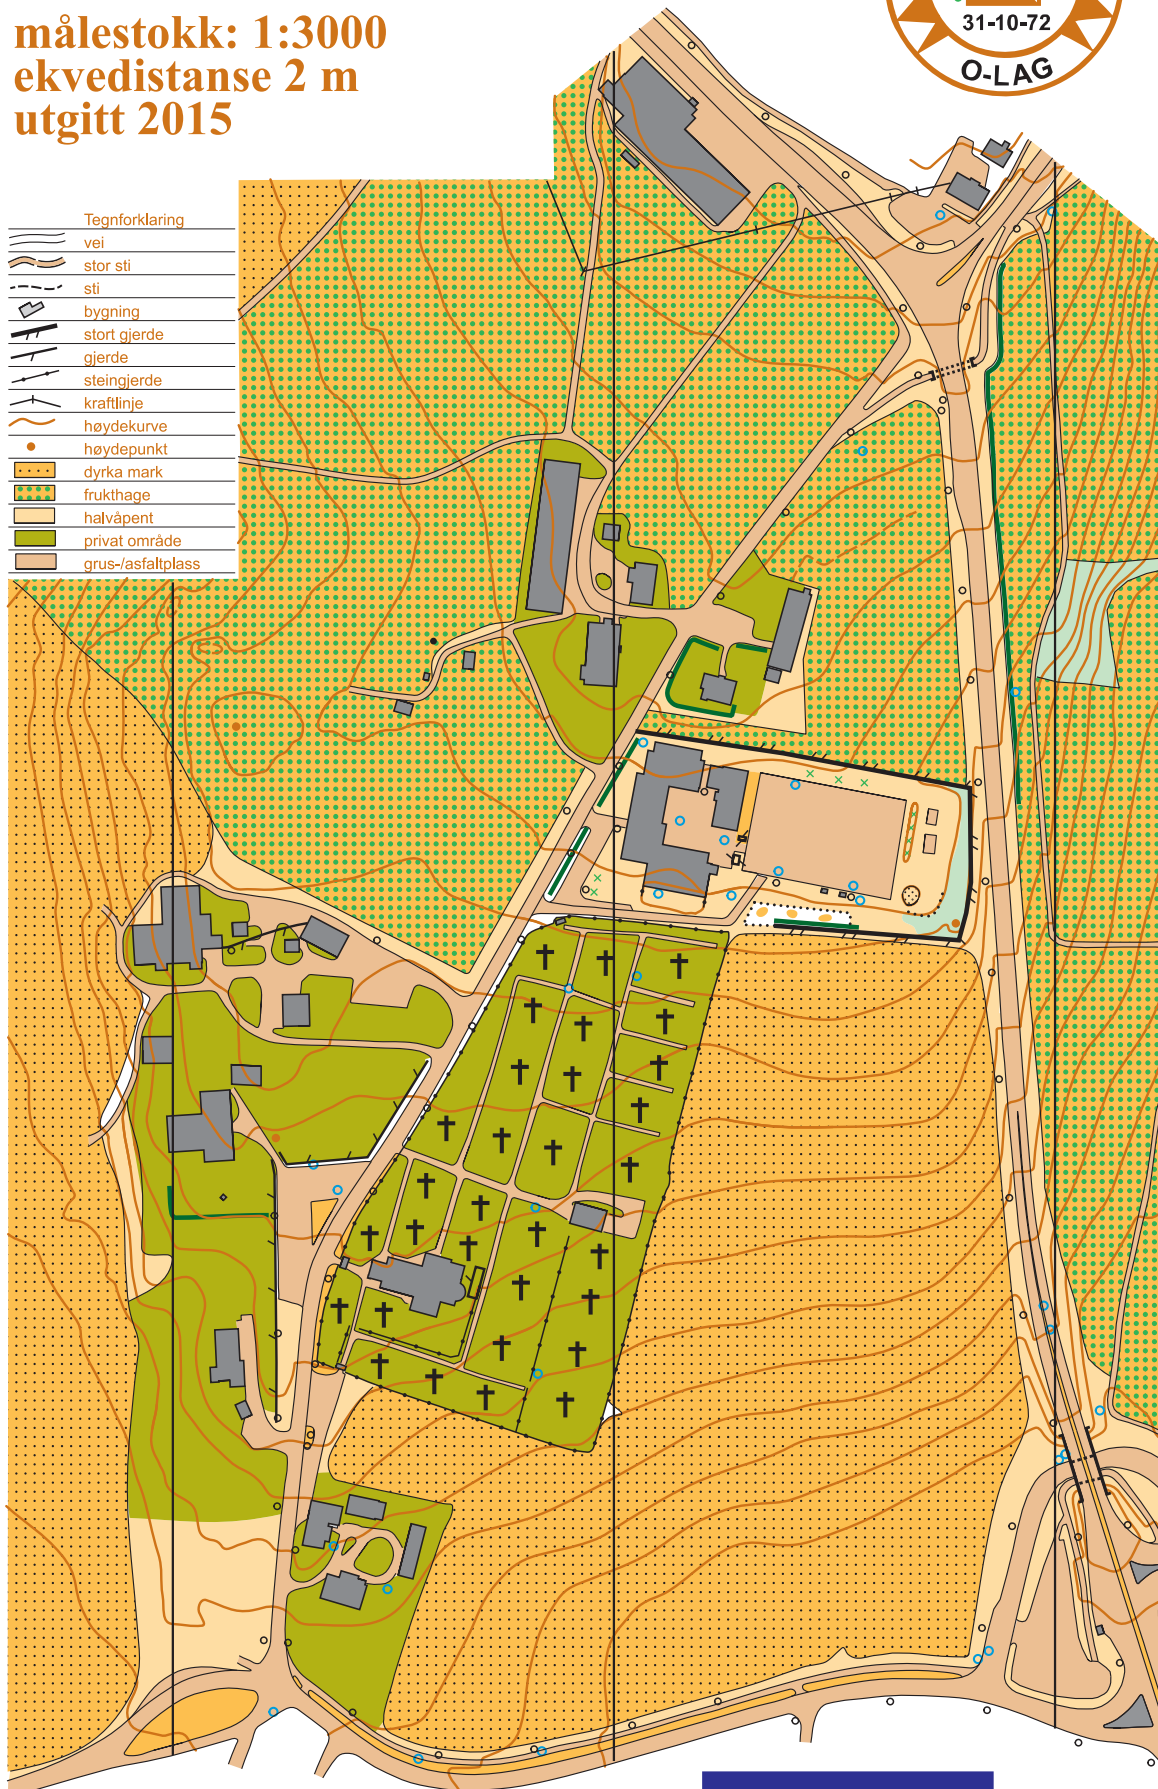 målestokk: 1:3000
ekvedistanse 2 m
utgitt 2015
31-10-72
O-LAG
Tegnforklaring
vei
stor sti
sti
bygning
stort gjerde
gjerde
steingjerde
kraftlinje
høydekurve
høydepunkt
dyrka mark
frukthage
halvåpent
privat område
grus-/asfaltplass